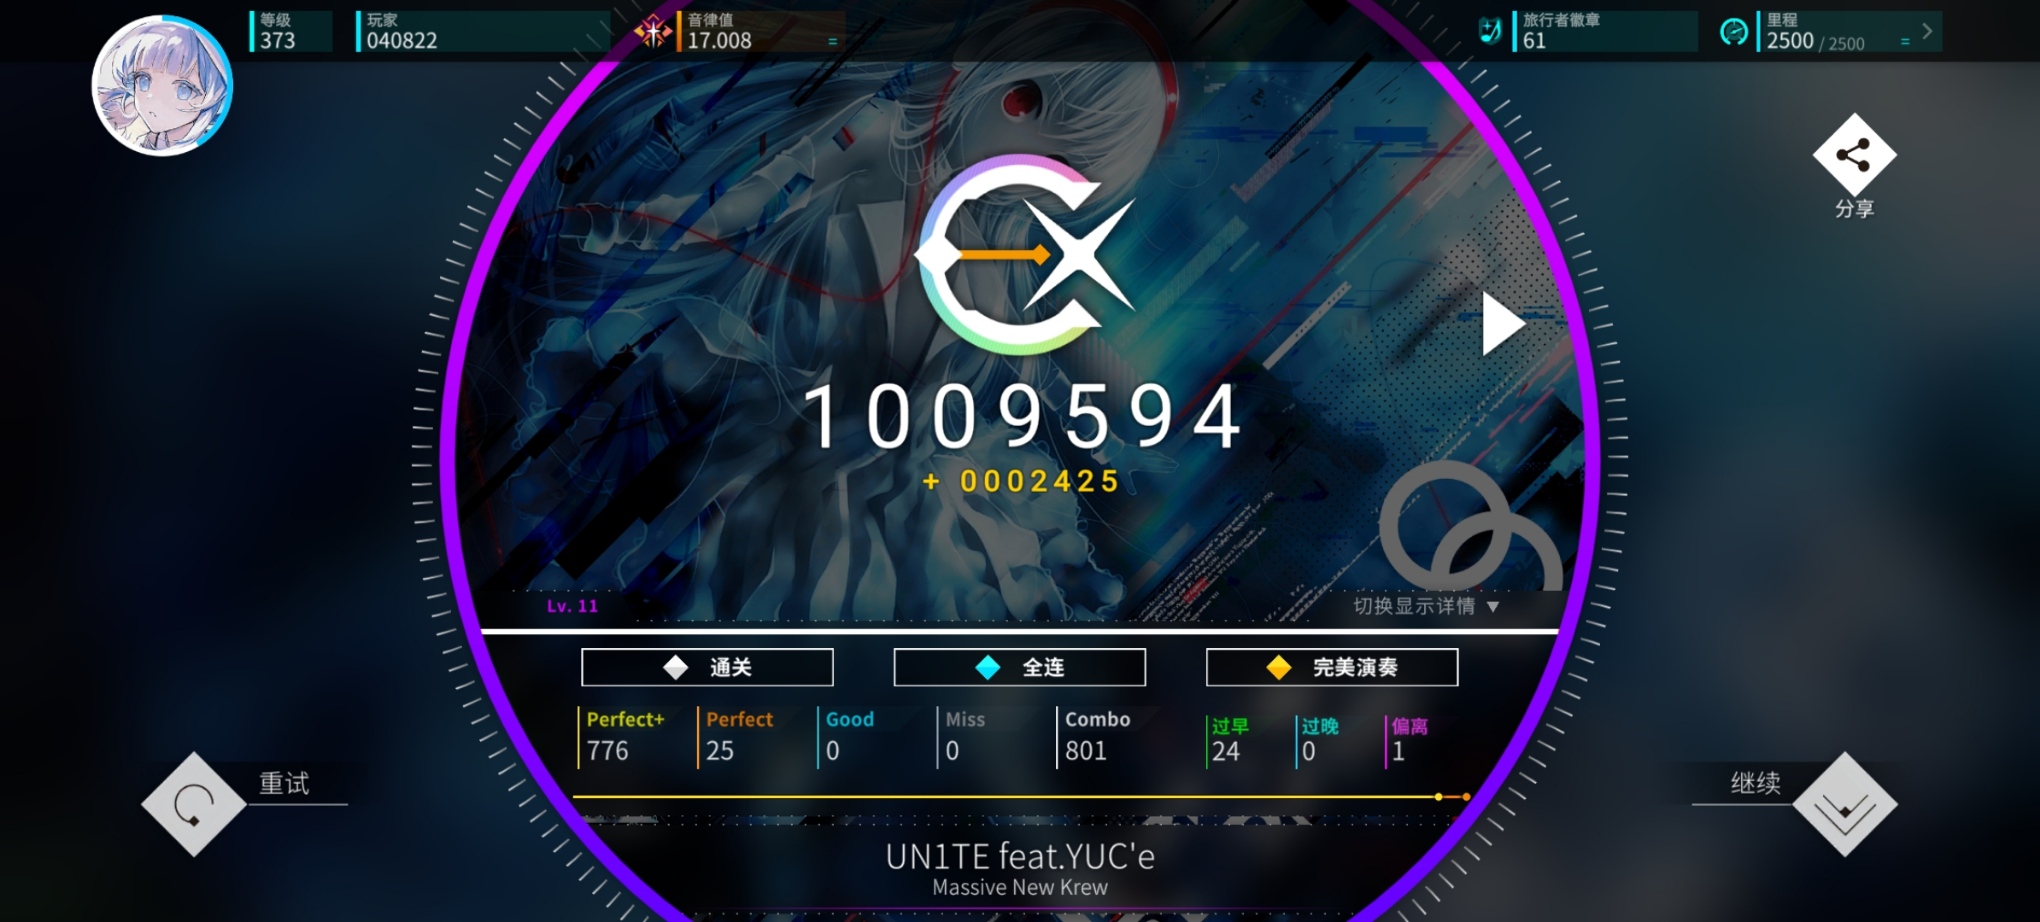 等级
373
玩家
040822
音律值
17.008
=
旅行者徽章
61
里程
2500 / 2500
=
分享
1009594
+ 0002425
Lv. 11
切换显示详情 ▼
通关
全连
完美演奏
Perfect+
776
Perfect
25
Good
0
Miss
0
Combo
801
过早
24
过晚
0
偏离
1
重试
继续
UN1TE feat.YUC'e
Massive New Krew